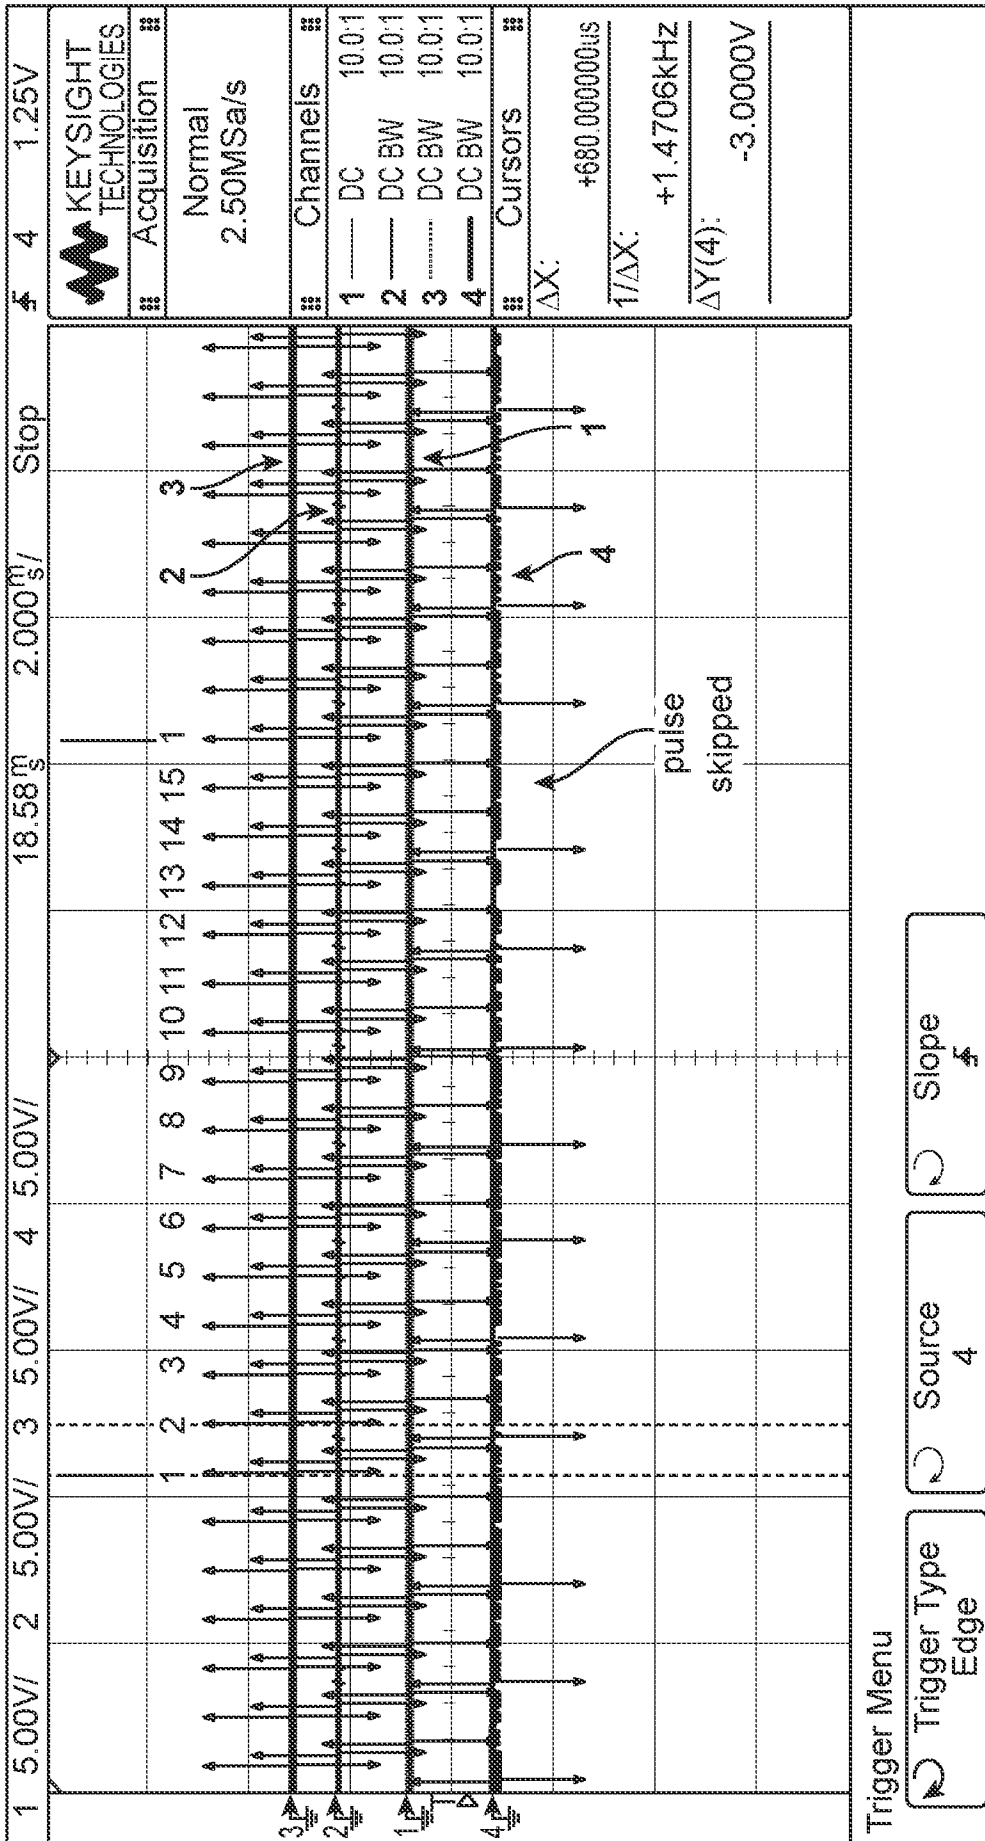 1 5.00V/ 2 5.00V/ 3 5.00V/ 4 5.00V/ 18.58ms 2.000ms/ Stop 4 1.25V
KEYSIGHT
TECHNOLOGIES
Acquisition
Normal
2.50MSa/s
Channels
1 DC 10.0:1
2 DC BW 10.0:1
3 DC BW 10.0:1
4 DC BW 10.0:1
Cursors
ΔX:
+680.000000us
1/ΔX:
+1.4706kHz
ΔY(4):
-3.0000V
1 2 3 4 5 6 7 8 9 10 11 12 13 14 15 1
3
2
1
4
3
2
1
T
4
pulse
skipped
Trigger Menu
Trigger Type
Edge
Source
4
Slope